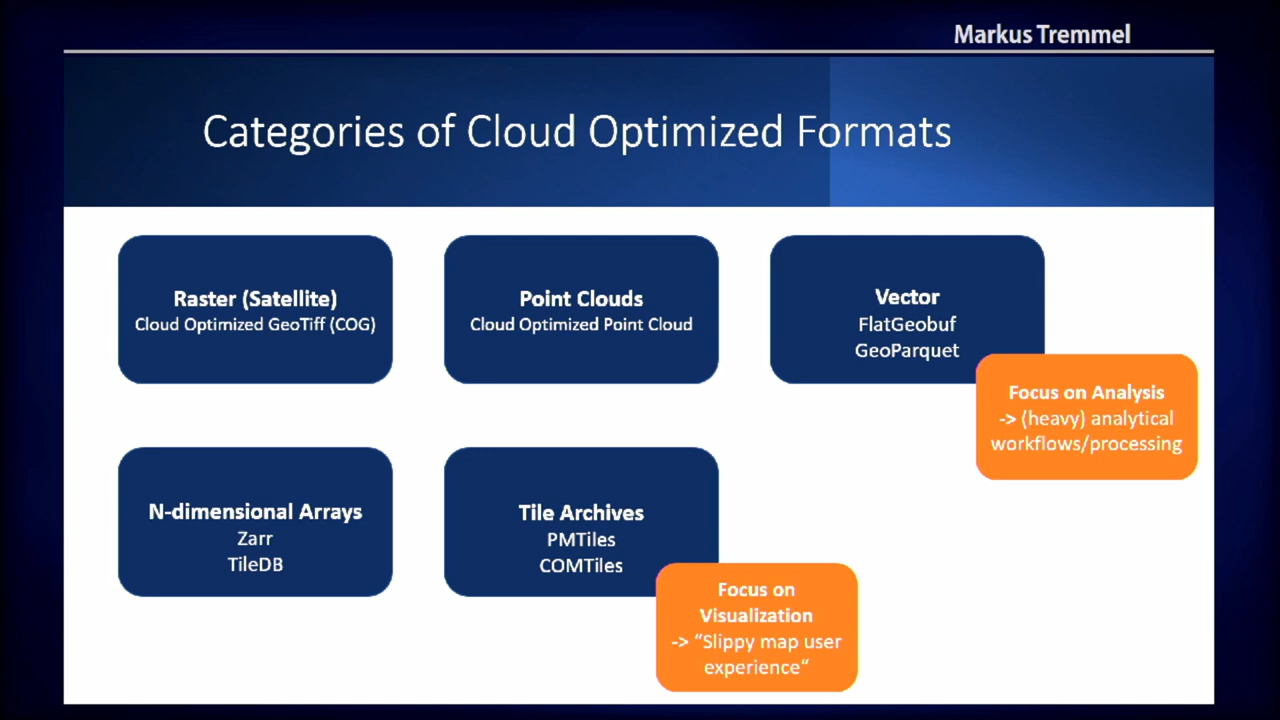 Markus Tremmel
Categories of Cloud Optimized Formats
Raster (Satellite)
Cloud Optimized GeoTiff (COG)
Point Clouds
Cloud Optimized Point Cloud
Vector
FlatGeobuf
GeoParquet
Focus on Analysis
-> (heavy) analytical
workflows/processing
N-dimensional Arrays
Zarr
TileDB
Tile Archives
PMTiles
COMTiles
Focus on
Visualization
-> “Slippy map user
experience“